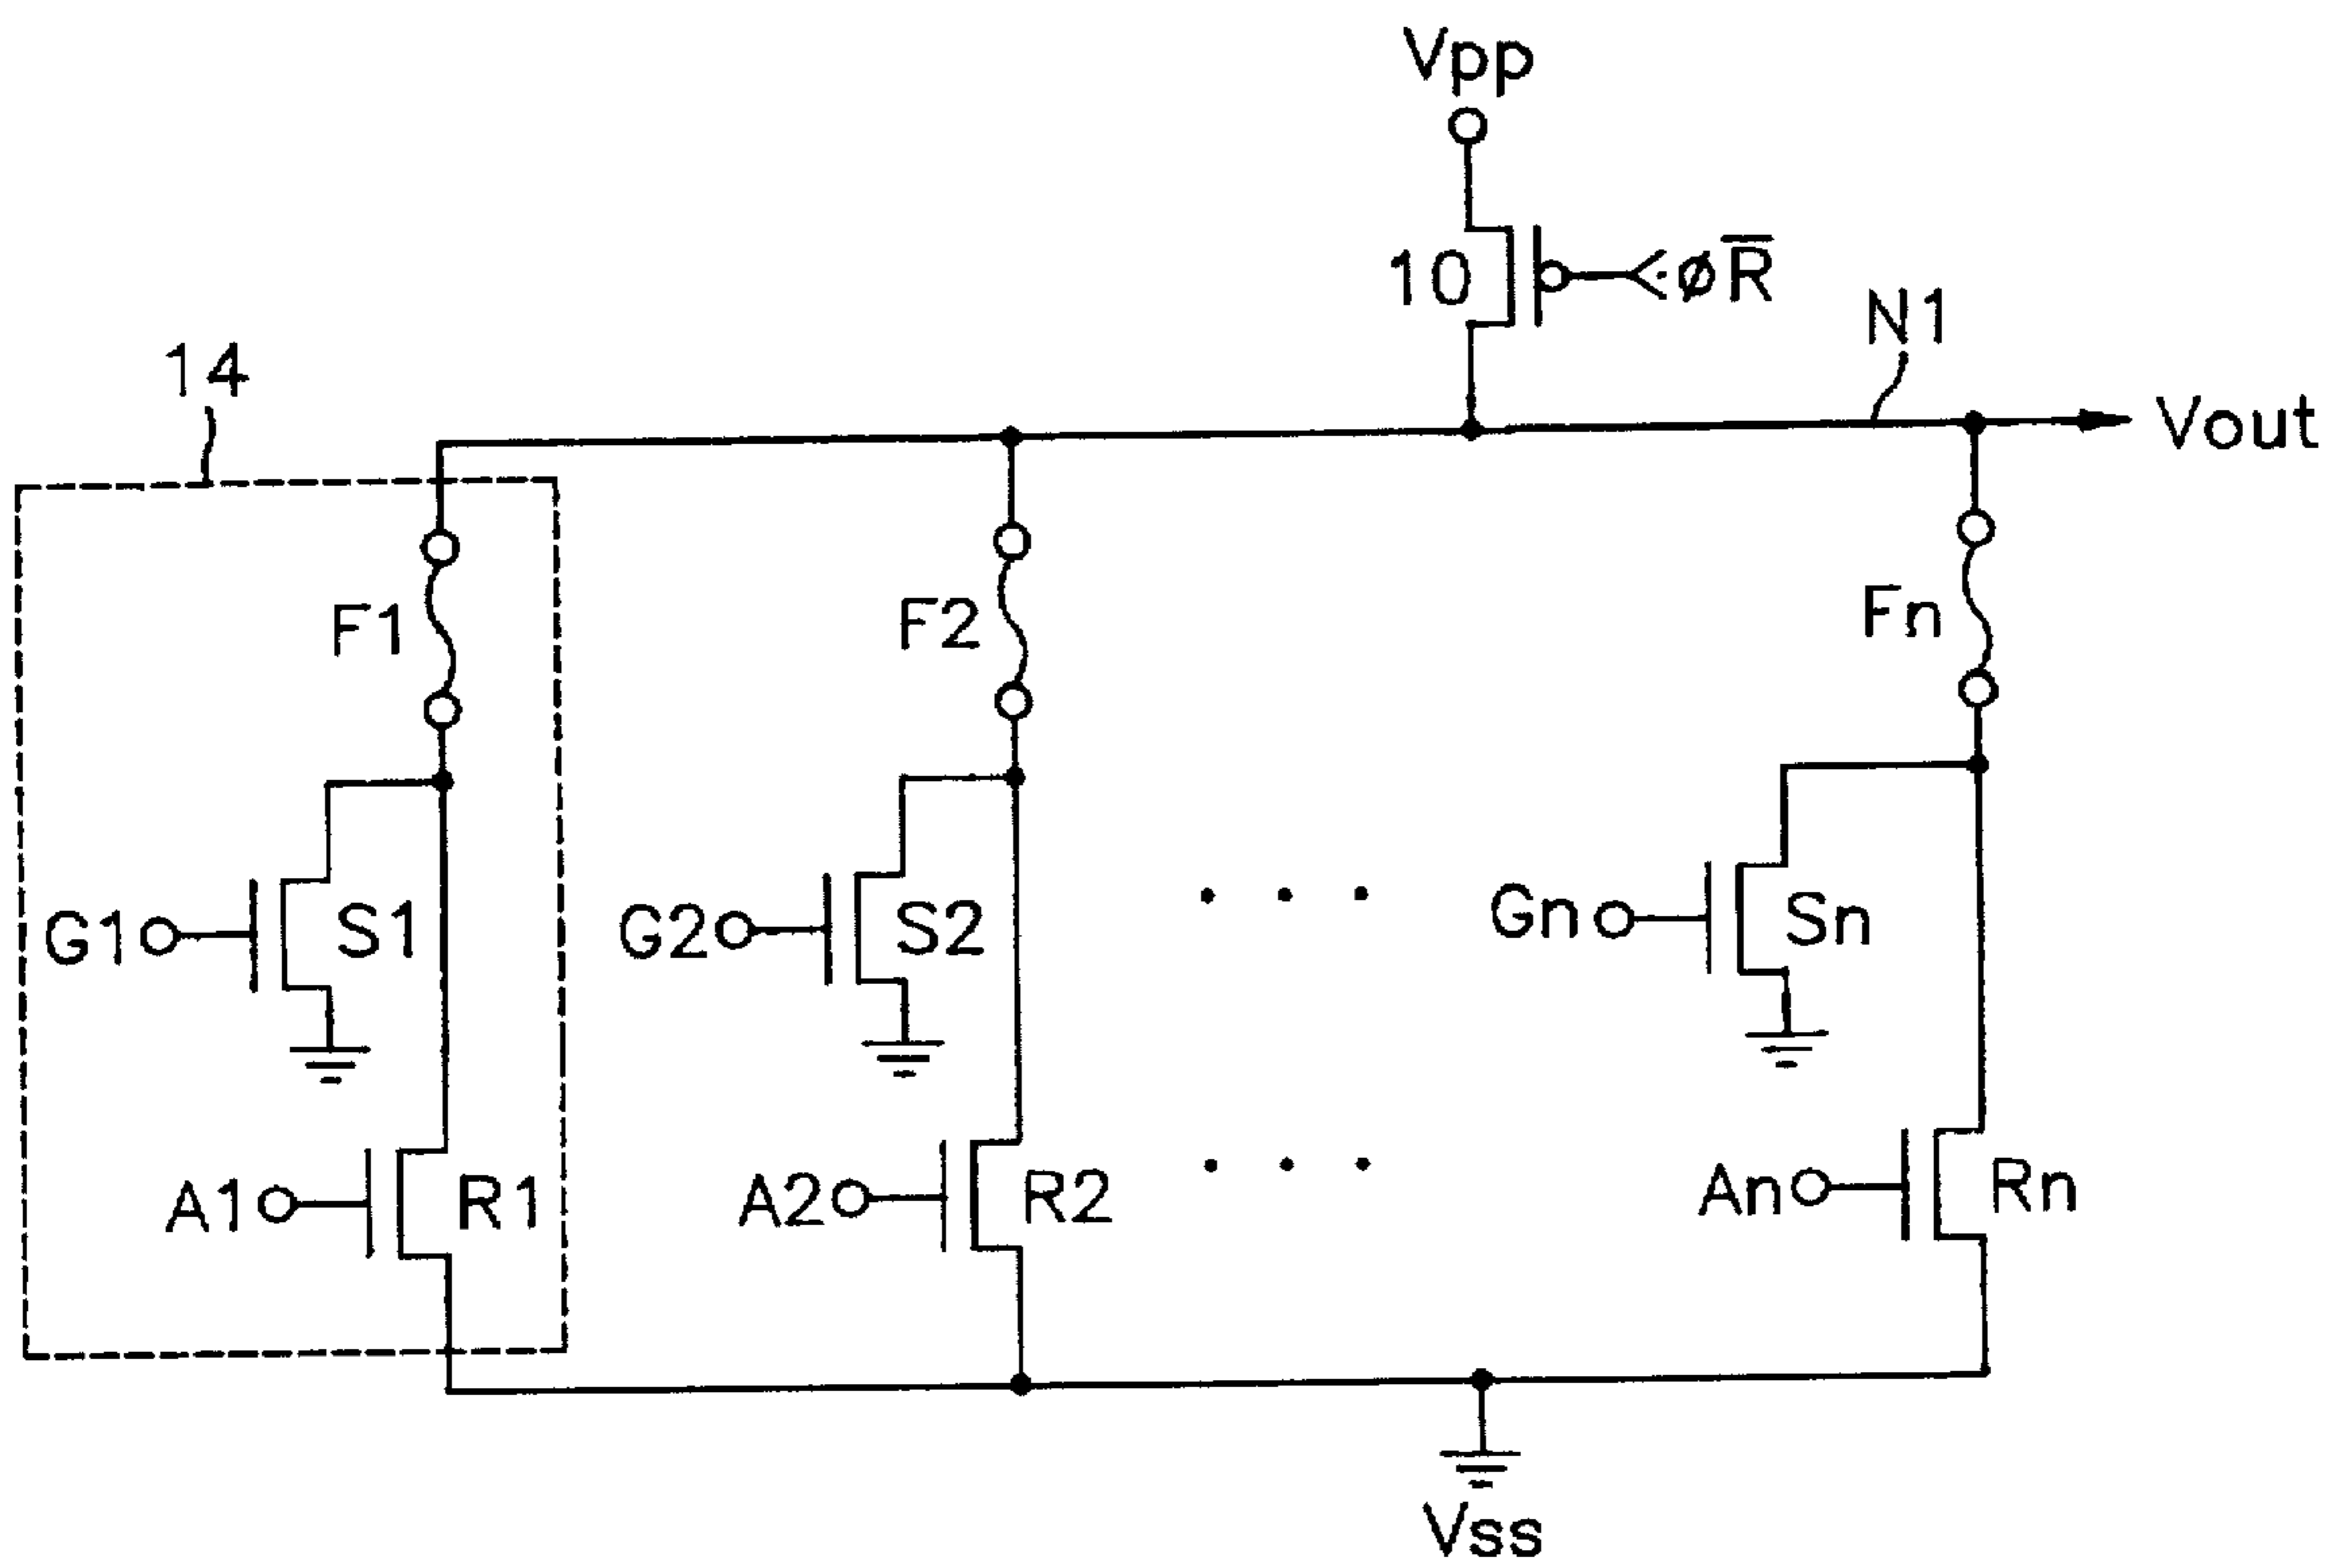 Vpp
10
øR̅
N1
14
Vout
F1
F2
Fn
G1
S1
G2
S2
Gn
Sn
A1
R1
A2
R2
An
Rn
Vss